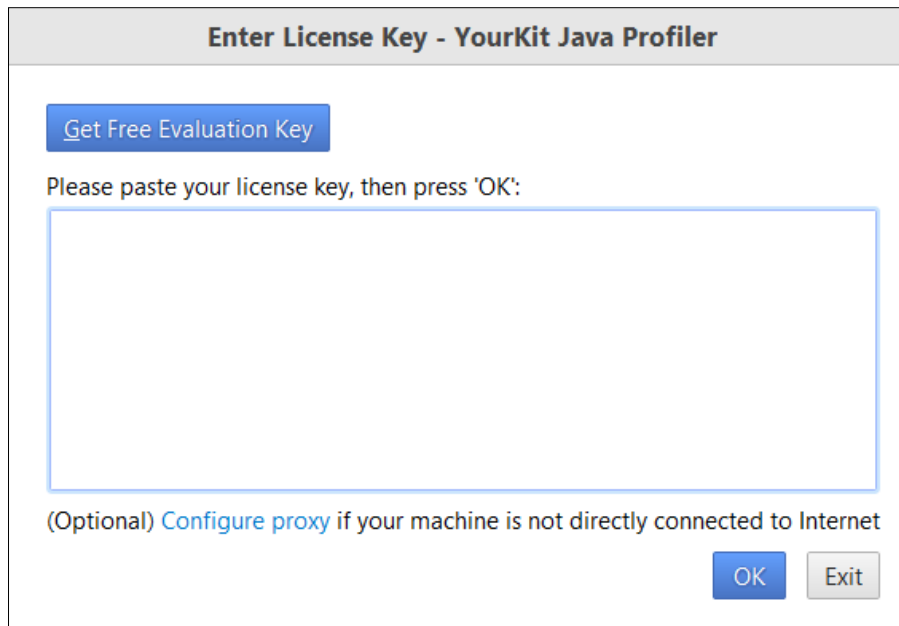 Enter License Key - YourKit Java Profiler
Get Free Evaluation Key
Please paste your license key, then press 'OK':
(Optional) Configure proxy if your machine is not directly connected to Internet
OK
Exit